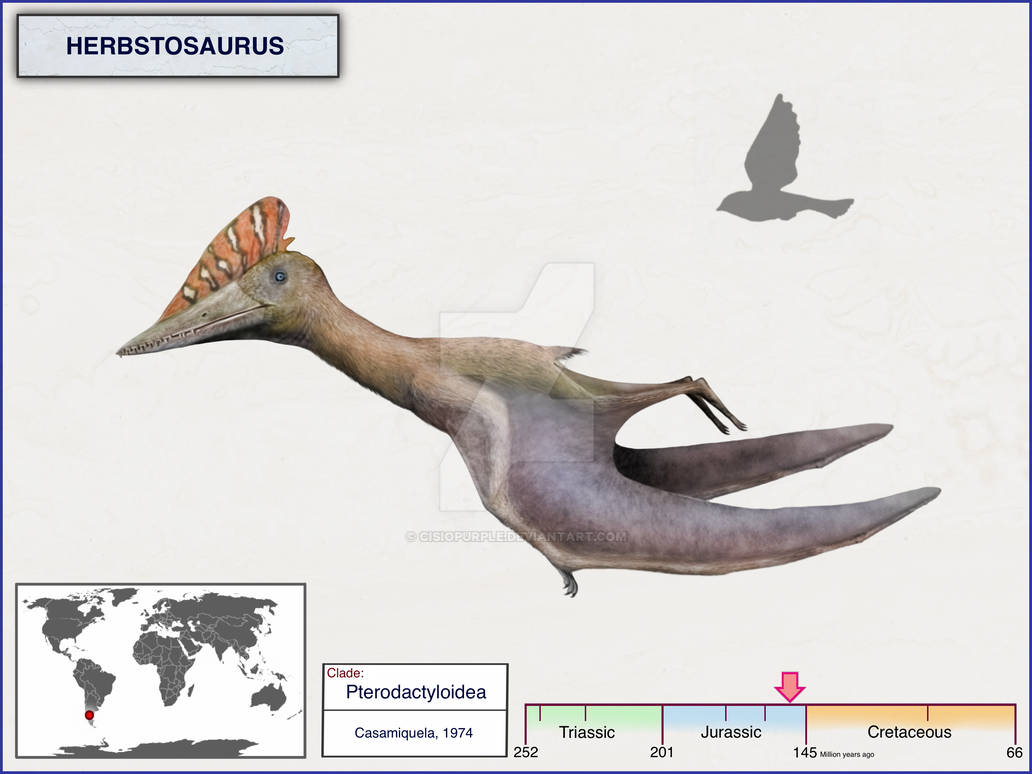 HERBSTOSAURUS
© CISIOPURPLE.DEVIANTART.COM
Clade:
Pterodactyloidea
Casamiquela, 1974
Triassic
Jurassic
Cretaceous
252
201
145 Million years ago
66